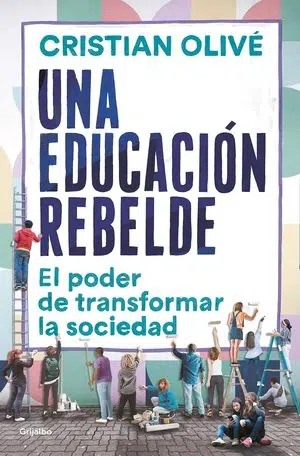 CRISTIAN OLIVÉ
UNA
EDUCACIÓN
REBELDE
El poder
de transformar
la sociedad
Grijalbo